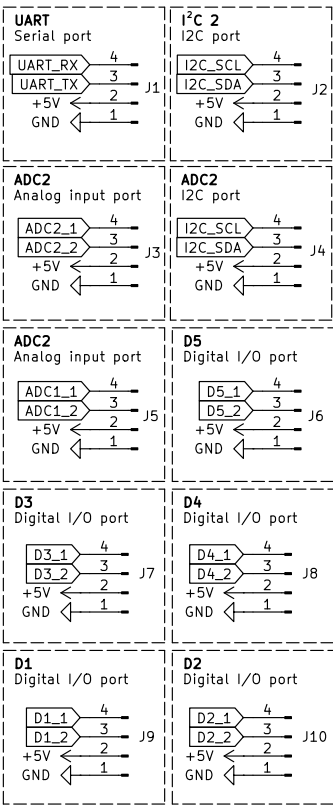 UART
Serial port
UART_RX 4
UART_TX 3
J1
+5V 2
GND 1
I²C 2
I2C port
I2C_SCL 4
I2C_SDA 3
J2
+5V 2
GND 1
ADC2
Analog input port
ADC2_1 4
ADC2_2 3
J3
+5V 2
GND 1
ADC2
I2C port
I2C_SCL 4
I2C_SDA 3
J4
+5V 2
GND 1
ADC2
Analog input port
ADC1_1 4
ADC1_2 3
J5
+5V 2
GND 1
D5
Digital I/O port
D5_1 4
D5_2 3
J6
+5V 2
GND 1
D3
Digital I/O port
D3_1 4
D3_2 3
J7
+5V 2
GND 1
D4
Digital I/O port
D4_1 4
D4_2 3
J8
+5V 2
GND 1
D1
Digital I/O port
D1_1 4
D1_2 3
J9
+5V 2
GND 1
D2
Digital I/O port
D2_1 4
D2_2 3
J10
+5V 2
GND 1